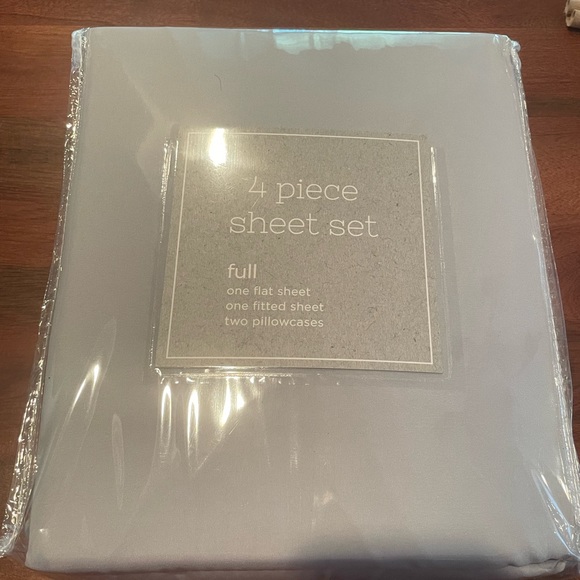 4 piece
sheet set
full
one flat sheet
one fitted sheet
two pillowcases